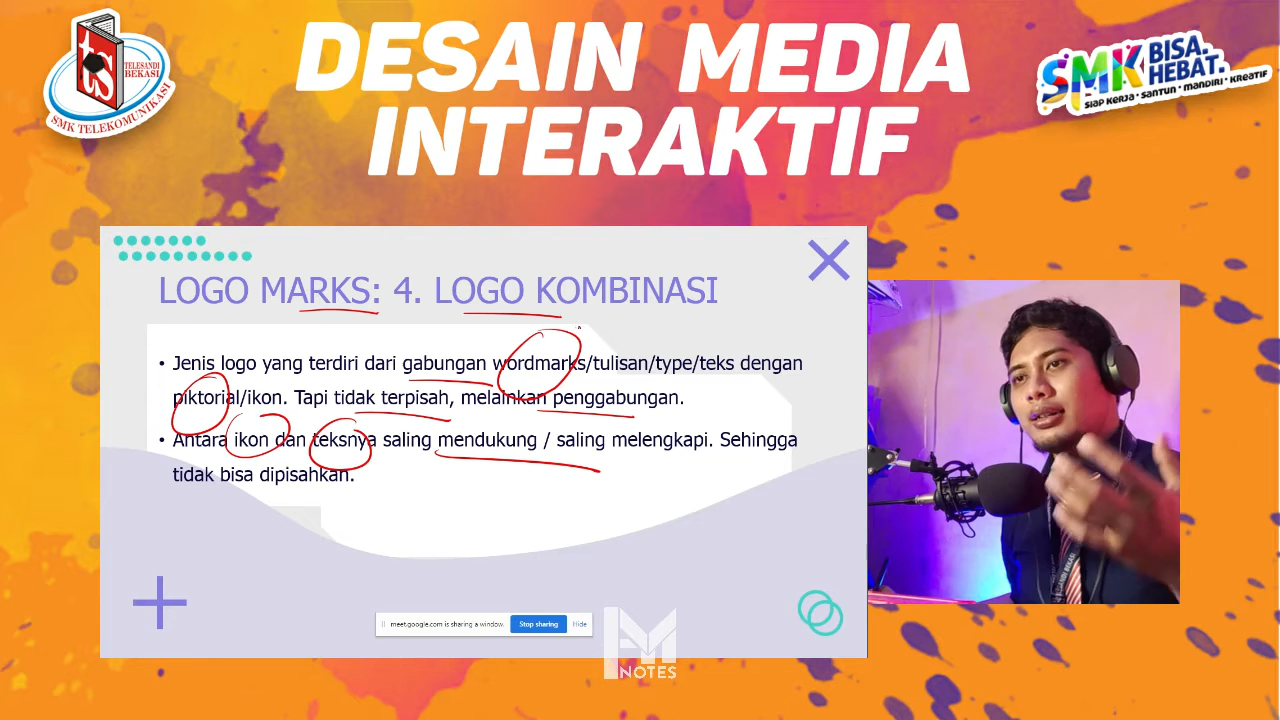 DESAIN MEDIA
INTERAKTIF
TELESANDI
BEKASI
SMK TELEKOMUNIKASI
SMK BISA.
HEBAT.
SIAP KERJA • SANTUN • MANDIRI • KREATIF
LOGO MARKS: 4. LOGO KOMBINASI
• Jenis logo yang terdiri dari gabungan wordmarks/tulisan/type/teks dengan
piktorial/ikon. Tapi tidak terpisah, melainkan penggabungan.
• Antara ikon dan teksnya saling mendukung / saling melengkapi. Sehingga
tidak bisa dipisahkan.
meet.google.com is sharing a window. Stop sharing Hide
NOTES